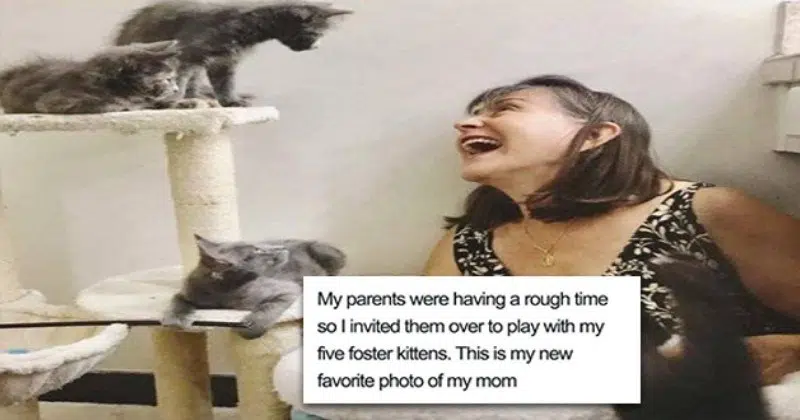 My parents were having a rough time
so I invited them over to play with my
five foster kittens. This is my new
favorite photo of my mom